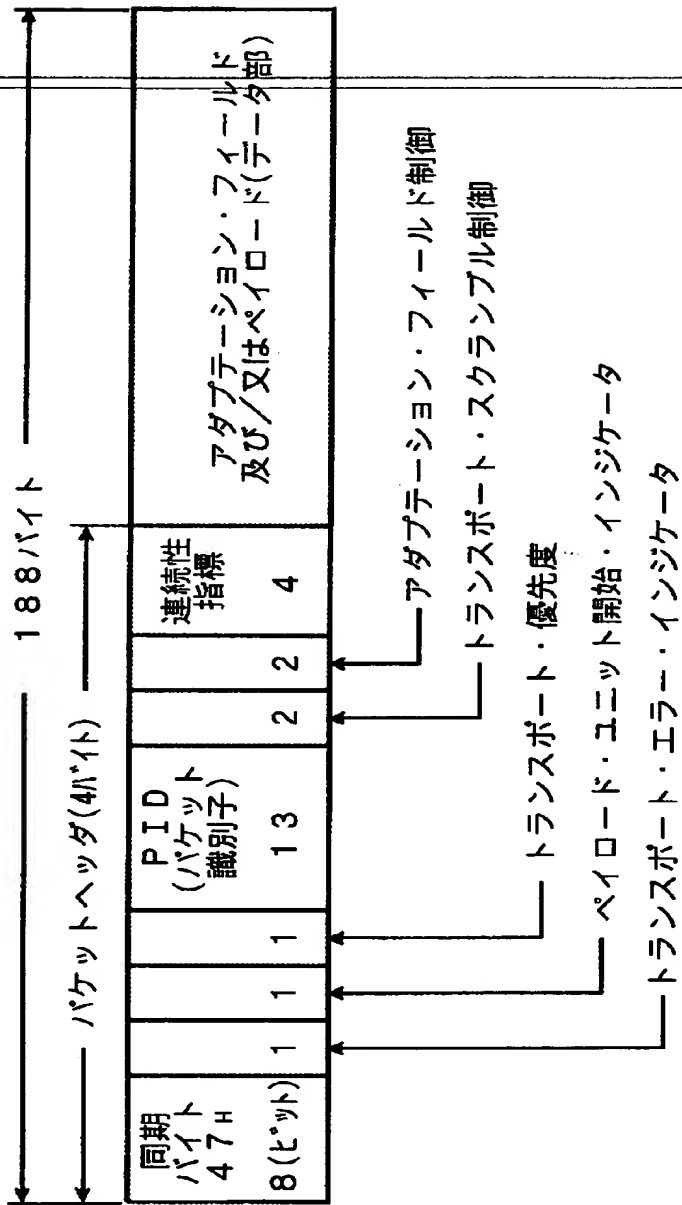 188バイト
パケットヘッダ(4バイト)
同期
バイト
47H
8(ビット)
1
1
1
PID
(パケット
識別子)
13
2
2
連続性
指標
4
アダプテーション・フィールド
及び/又はペイロード(データ部)
アダプテーション・フィールド制御
トランスポート・スクランブル制御
トランスポート・優先度
ペイロード・ユニット開始・インジケータ
トランスポート・エラー・インジケータ